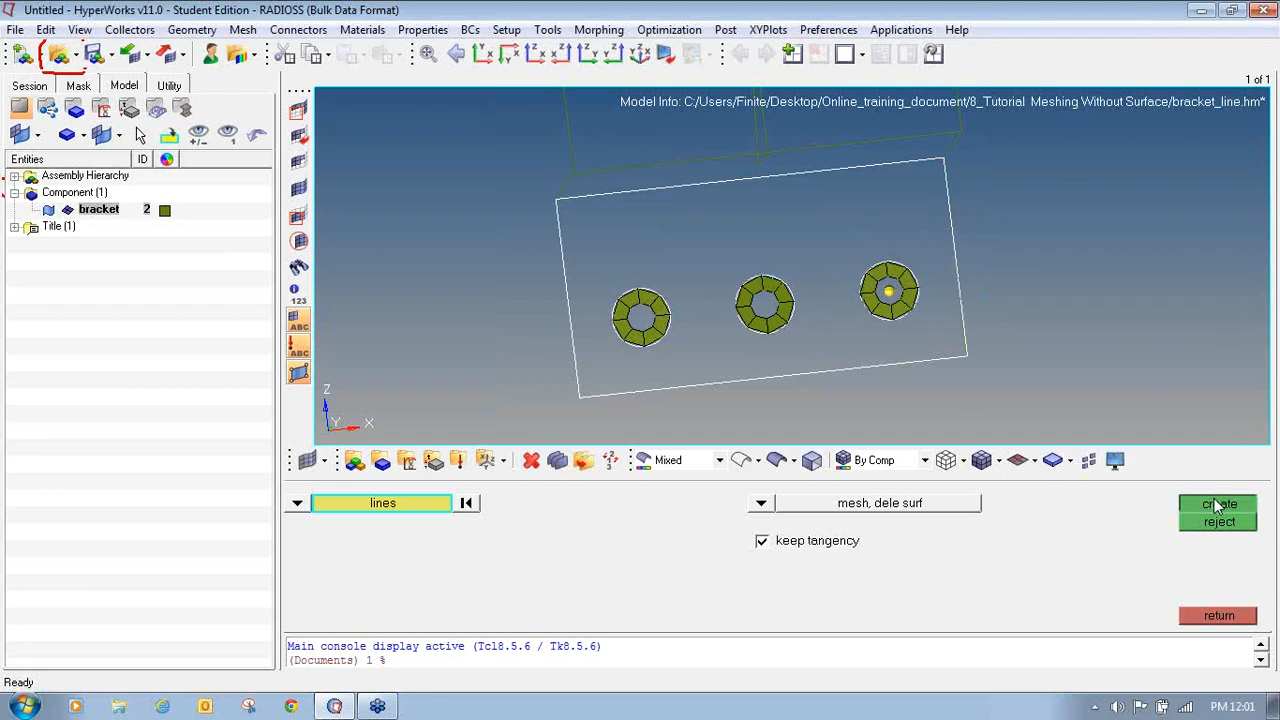 Untitled - HyperWorks v11.0 - Student Edition - RADIOSS (Bulk Data Format)
File Edit View Collectors Geometry Mesh Connectors Materials Properties BCs Setup Tools Morphing Optimization Post XYPlots Preferences Applications Help
Session Mask Model Utility
1 of 1
Model Info: C:/Users/Finite/Desktop/Online_training_document/8_Tutorial Meshing Without Surface/bracket_line.hm*
Entities ID
Assembly Hierarchy
Component (1)
bracket 2
Title (1)
123
ABC
ABC
Z
Y X
Mixed By Comp
lines mesh, dele surf create
reject
keep tangency
return
Main console display active (Tcl8.5.6 / Tk8.5.6)
(Documents) 1 %
Ready
PM 12:01